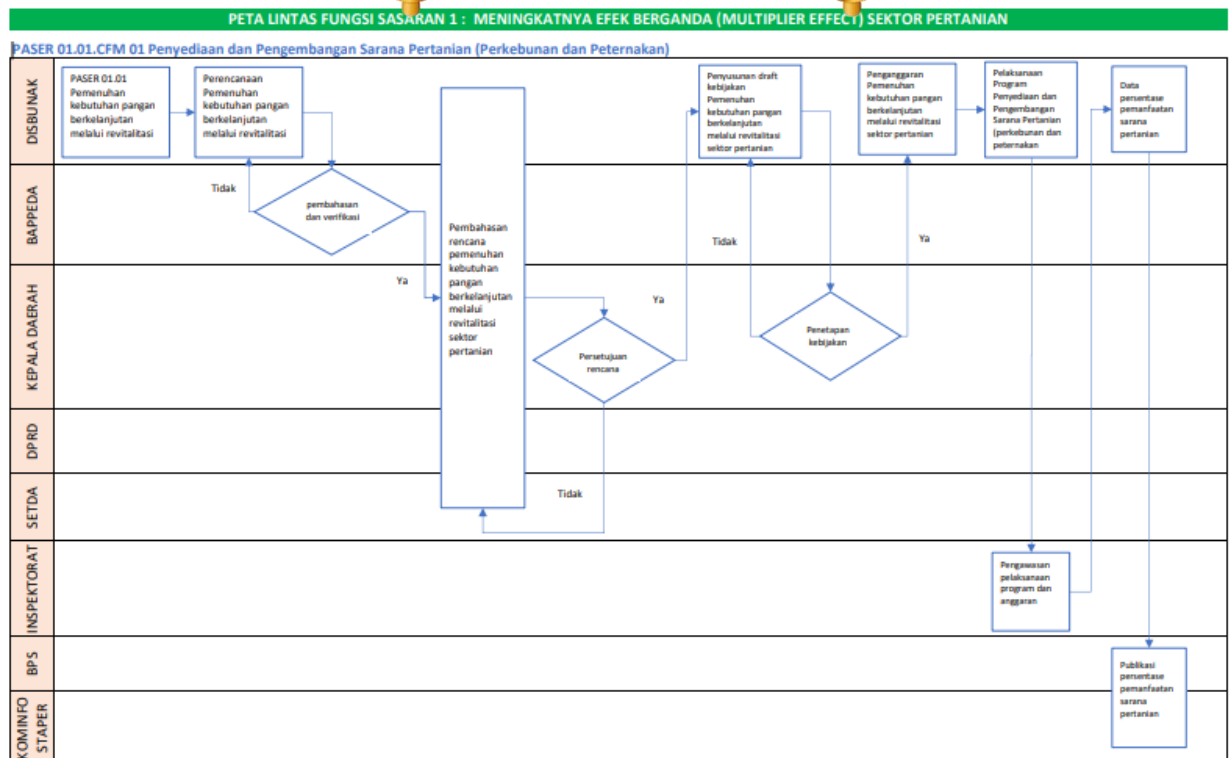 PETA LINTAS FUNGSI SASARAN 1 : MENINGKATNYA EFEK BERGANDA (MULTIPLIER EFFECT) SEKTOR PERTANIAN
PASER 01.01.CFM 01 Penyediaan dan Pengembangan Sarana Pertanian (Perkebunan dan Peternakan)
DISBUNAK
PASER 01.01
Pemenuhan
kebutuhan pangan
berkelanjutan
melalui revitalisasi
Perencanaan
Pemenuhan
kebutuhan pangan
berkelanjutan
melalui revitalisasi
Penyusunan draft
kebijakan
Pemenuhan
kebutuhan pangan
berkelanjutan
melalui revitalisasi
sektor pertanian
Penganggaran
Pemenuhan
kebutuhan pangan
berkelanjutan
melalui revitalisasi
sektor pertanian
Pelaksanaan
Program
Penyediaan dan
Pengembangan
Sarana Pertanian
(perkebunan dan
peternakan
Data
persentase
pemanfaatan
sarana
pertanian
BAPPEDA
Tidak
pembahasan
dan verifikasi
Ya
Pembahasan
rencana
pemenuhan
kebutuhan
pangan
berkelanjutan
melalui
revitalisasi
sektor
pertanian
Tidak
Ya
KEPALA DAERAH
Ya
Persetujuan
rencana
Penetapan
kebijakan
DPRD
SETDA
Tidak
INSPEKTORAT
Pengawasan
pelaksanaan
program dan
anggaran
BPS
Publikasi
persentase
pemanfaatan
sarana
pertanian
KOMINFO
STAPER